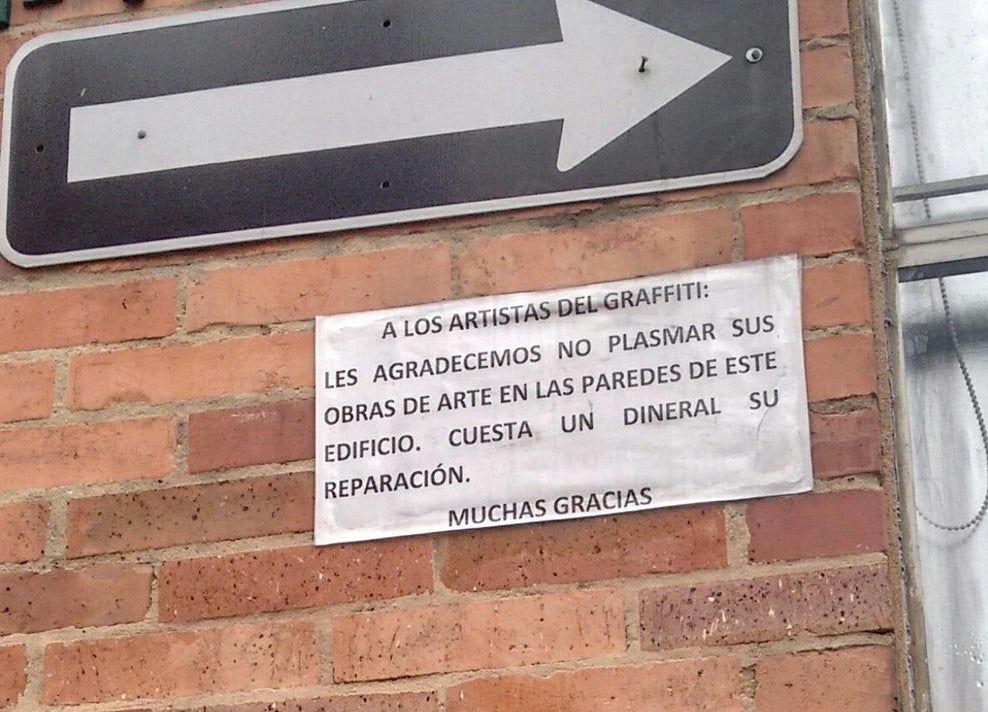 A LOS ARTISTAS DEL GRAFFITI:
LES AGRADECEMOS NO PLASMAR SUS
OBRAS DE ARTE EN LAS PAREDES DE ESTE
EDIFICIO. CUESTA UN DINERAL SU
REPARACIÓN.
MUCHAS GRACIAS